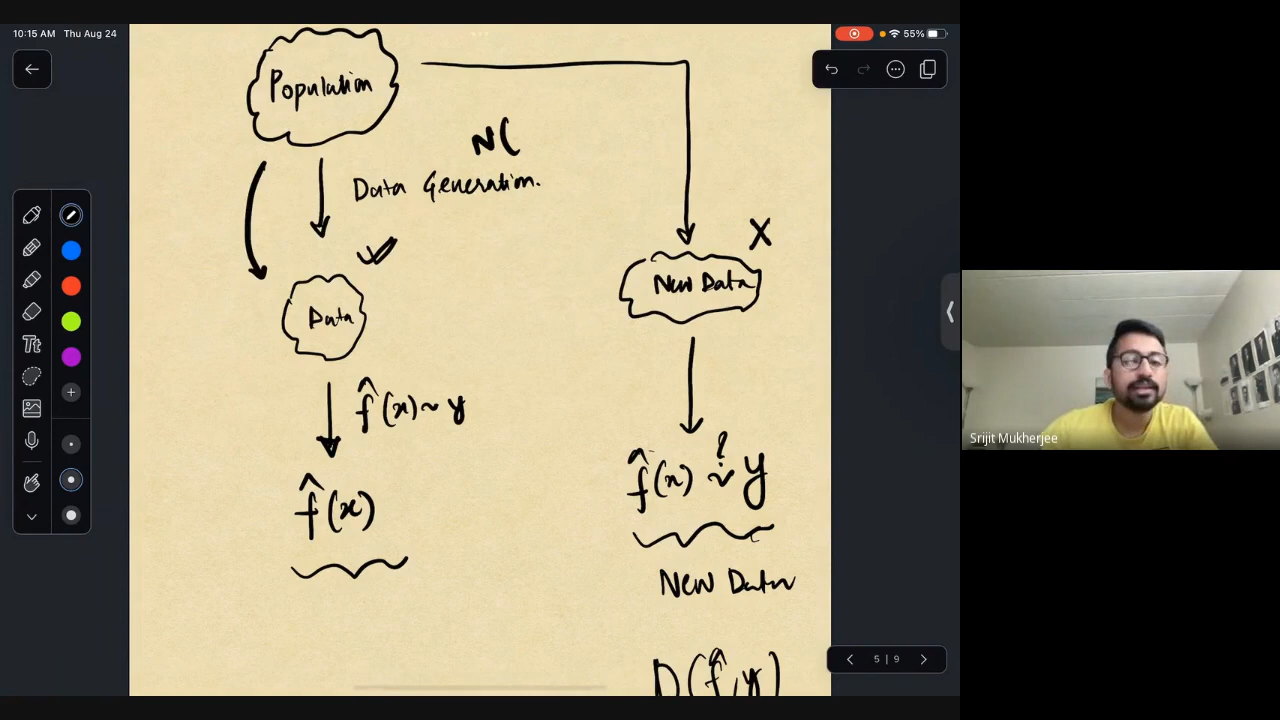 10:15 AM Thu Aug 24
55%
Population
N(
Data Generation.
X
Data
New Data
f̂(x) ~ y
f̂(x)
f̂(x) ~ y
?
New Data
D(f̂, y)
Tt
5 | 9
Srijit Mukherjee